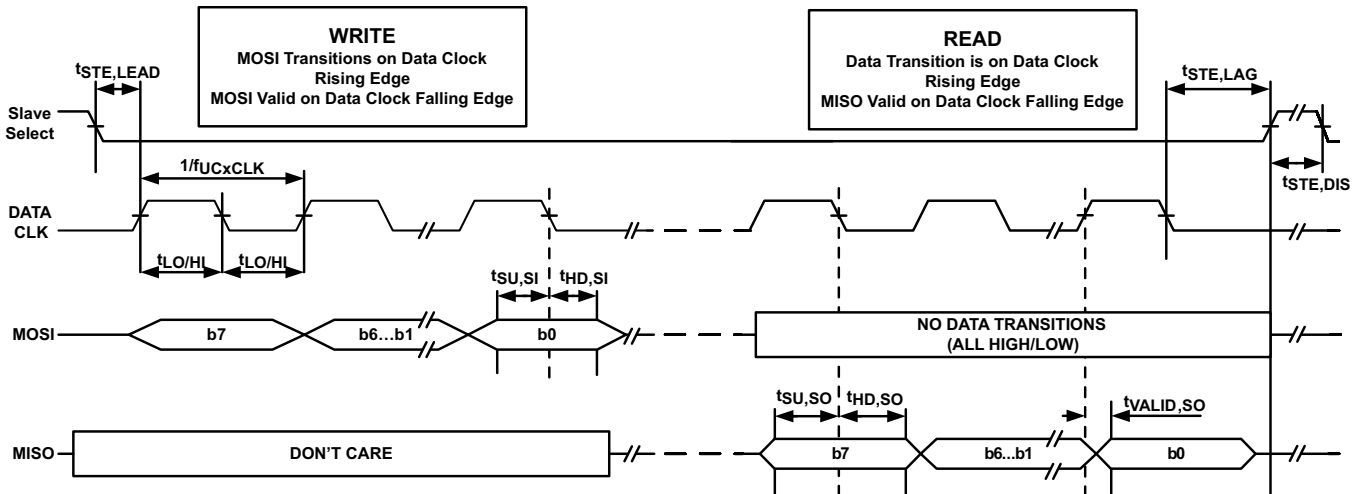 WRITE
MOSI Transitions on Data Clock
Rising Edge
MOSI Valid on Data Clock Falling Edge
READ
Data Transition is on Data Clock
Rising Edge
MISO Valid on Data Clock Falling Edge
tSTE,LEAD
tSTE,LAG
Slave
Select
tSTE,DIS
1/fUCxCLK
DATA
CLK
tLO/HI
tLO/HI
tSU,SI
tHD,SI
MOSI
b7
b6...b1
b0
NO DATA TRANSITIONS
(ALL HIGH/LOW)
tSU,SO
tHD,SO
tVALID,SO
MISO
DON'T CARE
b7
b6...b1
b0